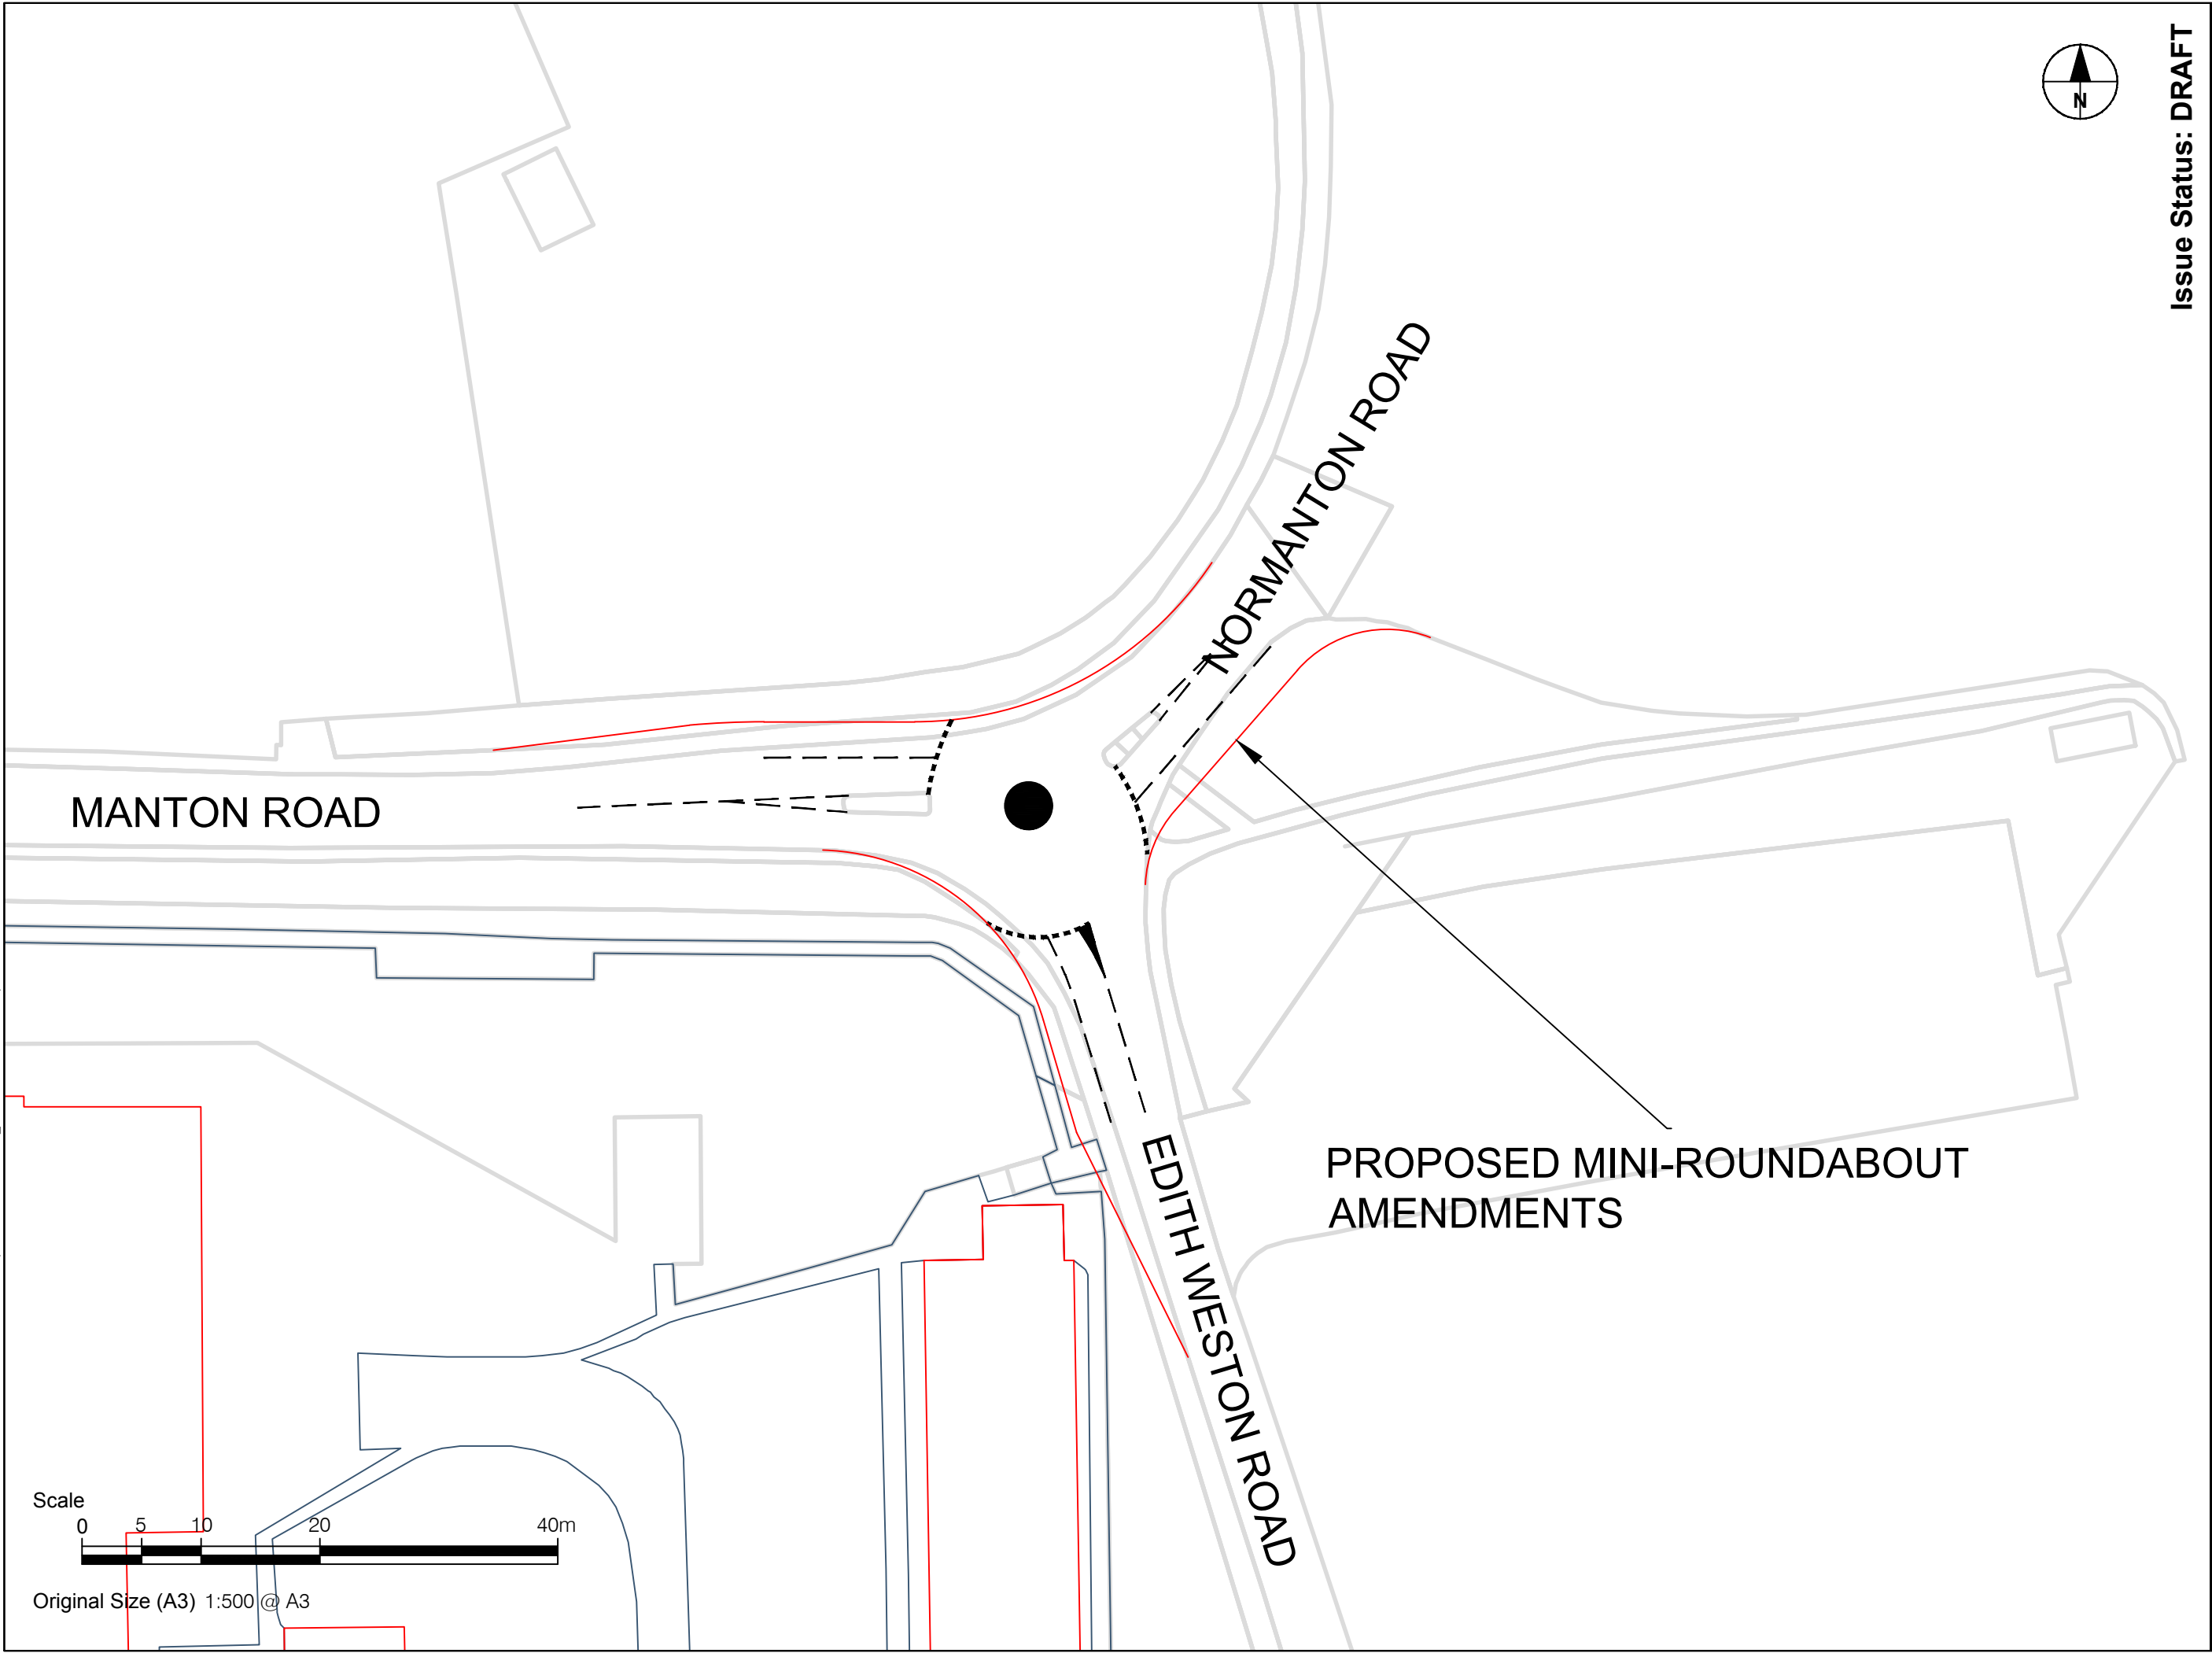 Issue Status: DRAFT
N
NORMANTON ROAD
MANTON ROAD
PROPOSED MINI-ROUNDABOUT
AMENDMENTS
EDITH WESTON ROAD
Scale
0 5 10 20 40m
Original Size (A3) 1:500 @ A3